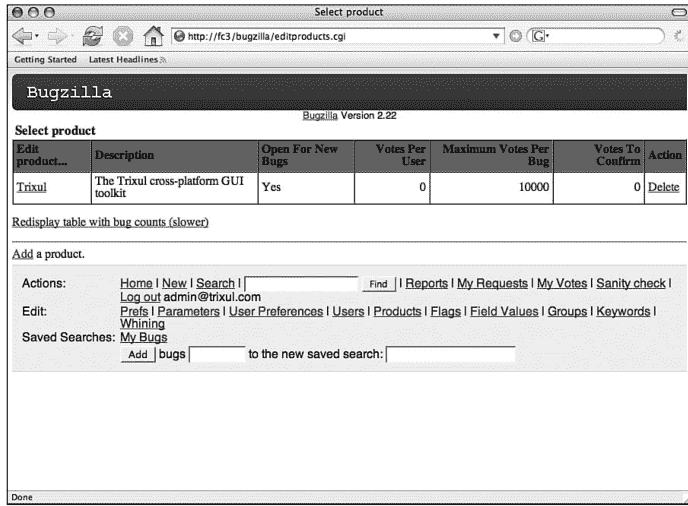 Select product
http://fc3/bugzilla/editproducts.cgi
G
Getting Started Latest Headlines
Bugzilla
Bugzilla Version 2.22
Select product
Edit product... Description Open For New Bugs Votes Per User Maximum Votes Per Bug Votes To Confirm Action
Trixul The Trixul cross-platform GUI toolkit Yes 0 10000 0 Delete
Redisplay table with bug counts (slower)
Add a product.
Actions: Home | New | Search | Find | Reports | My Requests | My Votes | Sanity check |
Log out admin@trixul.com
Edit: Prefs | Parameters | User Preferences | Users | Products | Flags | Field Values | Groups | Keywords |
Whining
Saved Searches: My Bugs
Add bugs to the new saved search:
Done